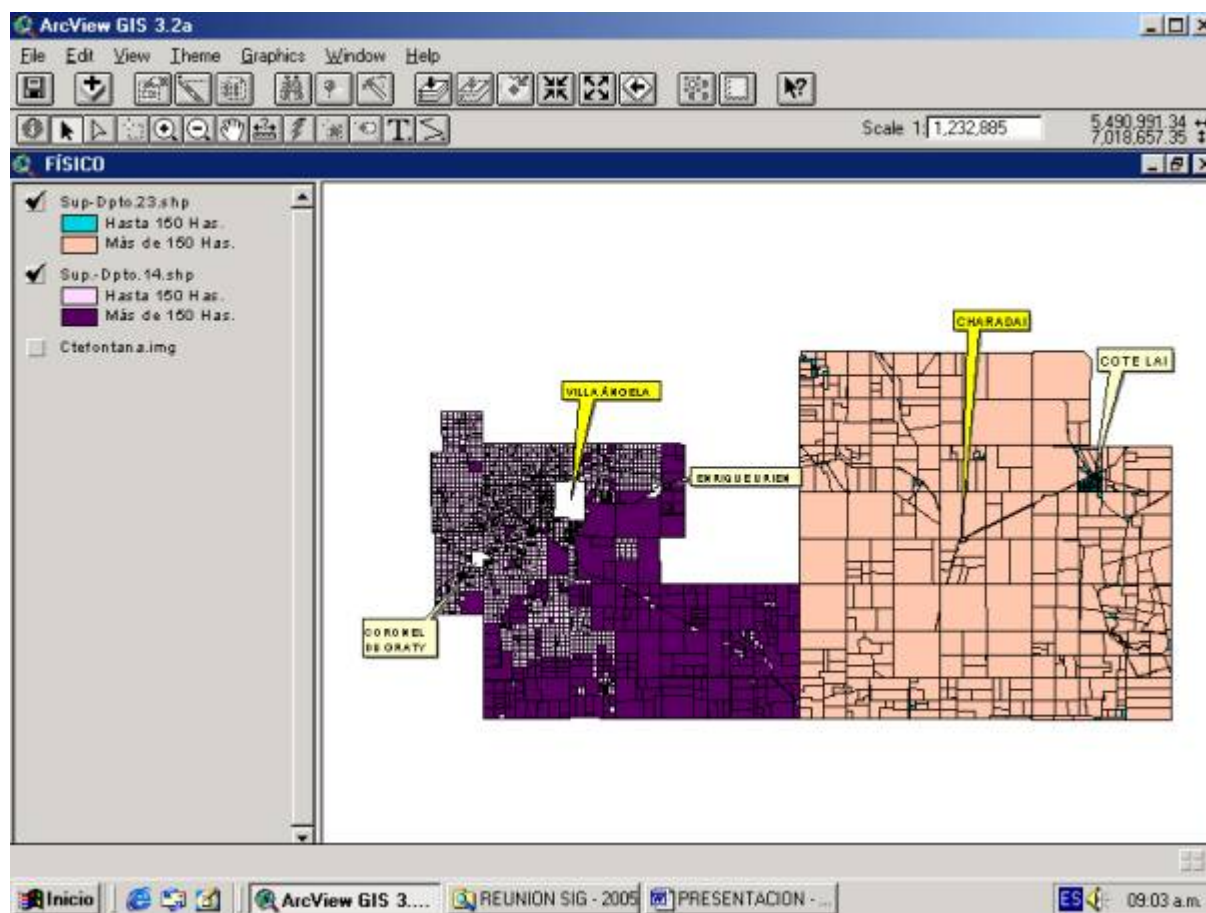 ArcView GIS 3.2a
File Edit View Theme Graphics Window Help
Scale 1: 1,232,885
5,490,991.34
7,018,657.35
FÍSICO
Sup-Dpto.23.shp
Hasta 150 Has.
Más de 150 Has.
Sup.-Dpto.14.shp
Hasta 150 Has.
Más de 150 Has.
Ctefontana.img
CHARADAI
COTE LAI
VILLA ÁNGELA
ENRIQUE URIEN
CORONEL
DU GRATY
Inicio
ArcView GIS 3....
REUNION SIG - 2005
PRESENTACION - ...
ES
09:03 a.m.